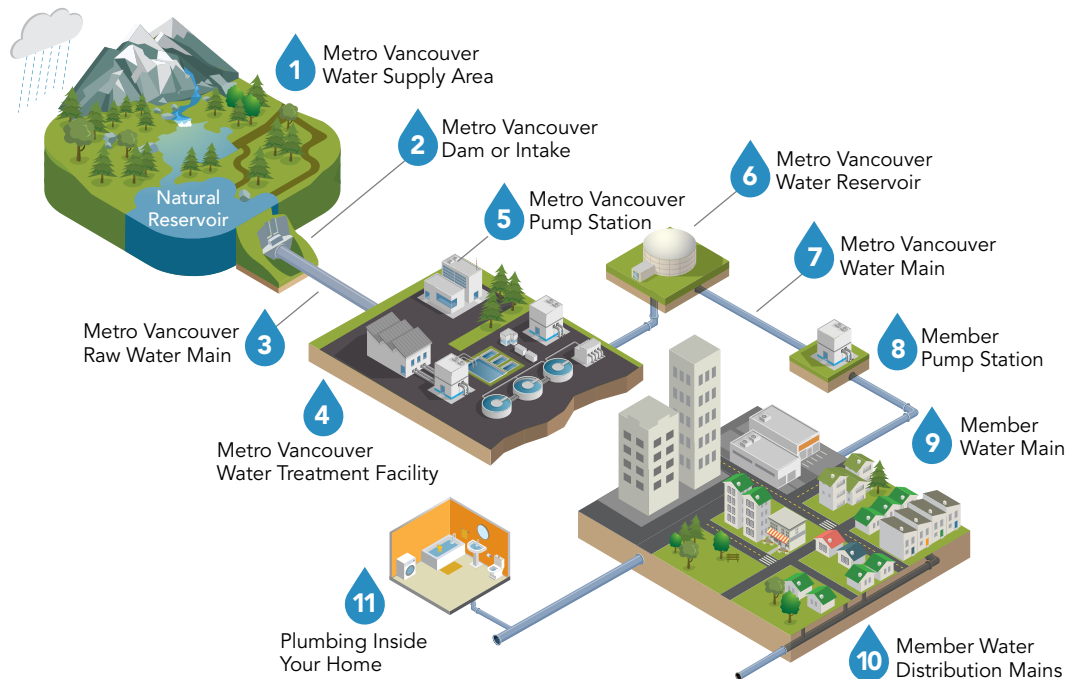 1
Metro Vancouver
Water Supply Area
2
Metro Vancouver
Dam or Intake
Natural
Reservoir
3
Metro Vancouver
Raw Water Main
4
Metro Vancouver
Water Treatment Facility
5
Metro Vancouver
Pump Station
6
Metro Vancouver
Water Reservoir
7
Metro Vancouver
Water Main
8
Member
Pump Station
9
Member
Water Main
10
Member Water
Distribution Mains
11
Plumbing Inside
Your Home